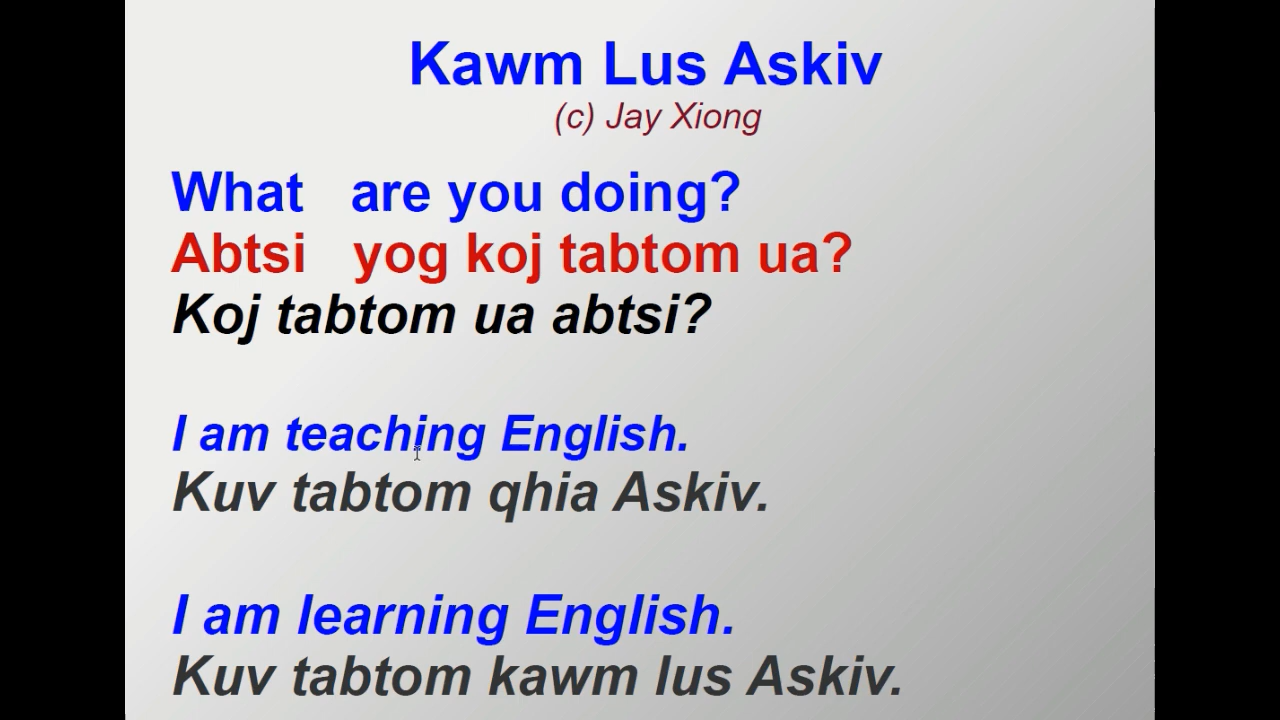 Kawm Lus Askiv
(c) Jay Xiong
What are you doing?
Abtsi yog koj tabtom ua?
Koj tabtom ua abtsi?
I am teaching English.
Kuv tabtom qhia Askiv.
I am learning English.
Kuv tabtom kawm lus Askiv.